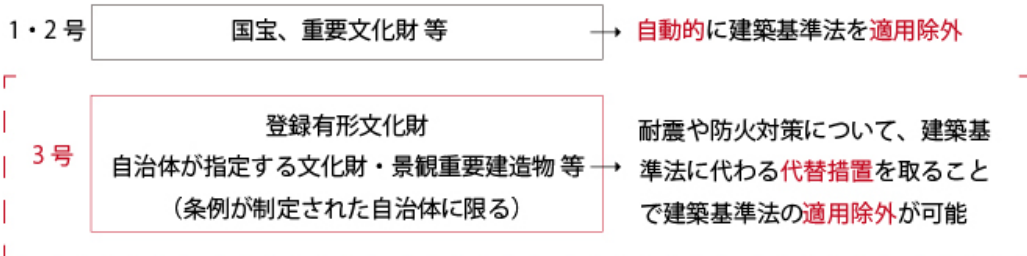 1・2号
国宝、重要文化財 等
自動的に建築基準法を適用除外
3号
登録有形文化財
自治体が指定する文化財・景観重要建造物 等
（条例が制定された自治体に限る）
耐震や防火対策について、建築基
準法に代わる代替措置を取ること
で建築基準法の適用除外が可能